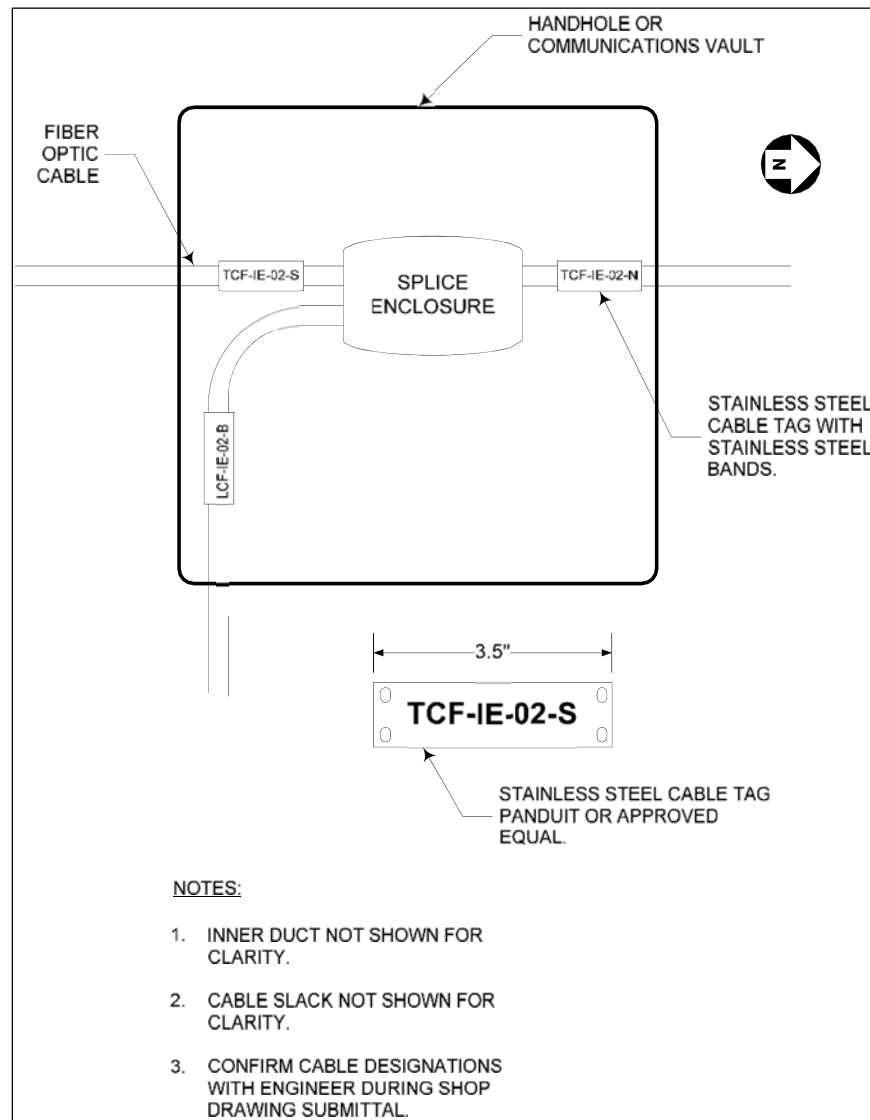 HANDHOLE OR
COMMUNICATIONS VAULT
FIBER
OPTIC
CABLE
N
TCF-IE-02-S
SPLICE
ENCLOSURE
TCF-IE-02-N
LCF-IE-02-B
STAINLESS STEEL
CABLE TAG WITH
STAINLESS STEEL
BANDS.
3.5"
TCF-IE-02-S
STAINLESS STEEL CABLE TAG
PANDUIT OR APPROVED
EQUAL.
NOTES:
1. INNER DUCT NOT SHOWN FOR
CLARITY.
2. CABLE SLACK NOT SHOWN FOR
CLARITY.
3. CONFIRM CABLE DESIGNATIONS
WITH ENGINEER DURING SHOP
DRAWING SUBMITTAL.